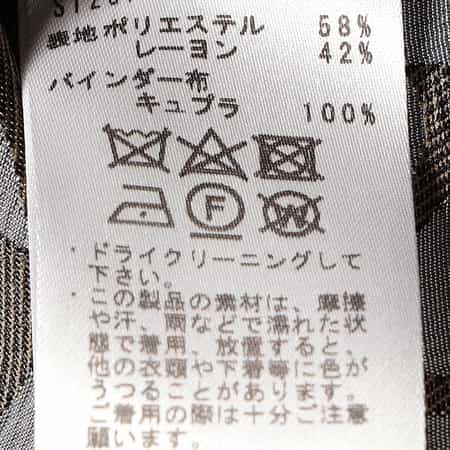 表地ポリエステル 58%
レーヨン 42%
バインダー布
キュプラ 100%
F
W
・ドライクリーニングして
下さい。
・この製品の素材は、摩擦
や汗、雨などで濡れた状
態で着用、放置すると、
他の衣類や下着等に色が
うつることがあります。
ご着用の際は十分ご注意
願います。